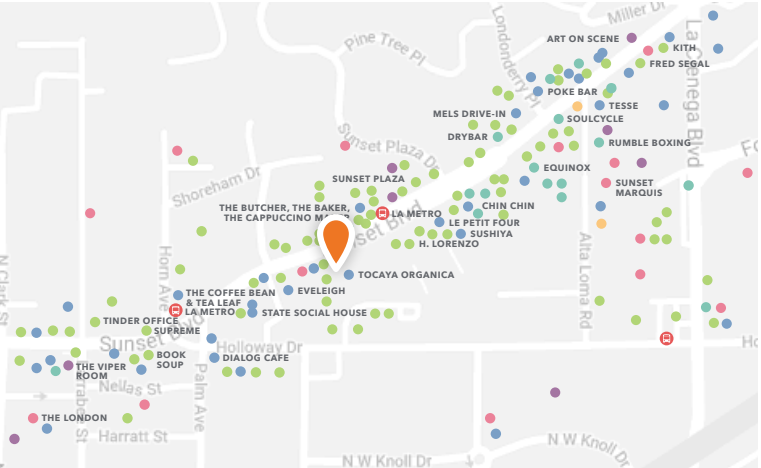 Miller Dr
ART ON SCENE
KITH
FRED SEGAL
Pine Tree Pl
Londonderry Pl
La Cienega Blvd
POKE BAR
TESSE
MELS DRIVE-IN
SOULCYCLE
DRYBAR
RUMBLE BOXING
Sunset Plaza Dr
EQUINOX
SUNSET PLAZA
SUNSET
MARQUIS
Shoreham Dr
THE BUTCHER, THE BAKER,
THE CAPPUCCINO
LA METRO
CHIN CHIN
LE PETIT FOUR
SUSHIYA
H. LORENZO
Horn Ave
Alta Loma Rd
N Clark St
TOCAYA ORGANICA
EVELEIGH
THE COFFEE BEAN
& TEA LEAF
LA METRO
STATE SOCIAL HOUSE
TINDER OFFICE
SUPREME
Sunset Blvd
Holloway Dr
BOOK
SOUP
DIALOG CAFE
THE VIPER
ROOM
Palm Ave
THE LONDON
Harratt St
N W Knoll Dr
N W Knoll Dr